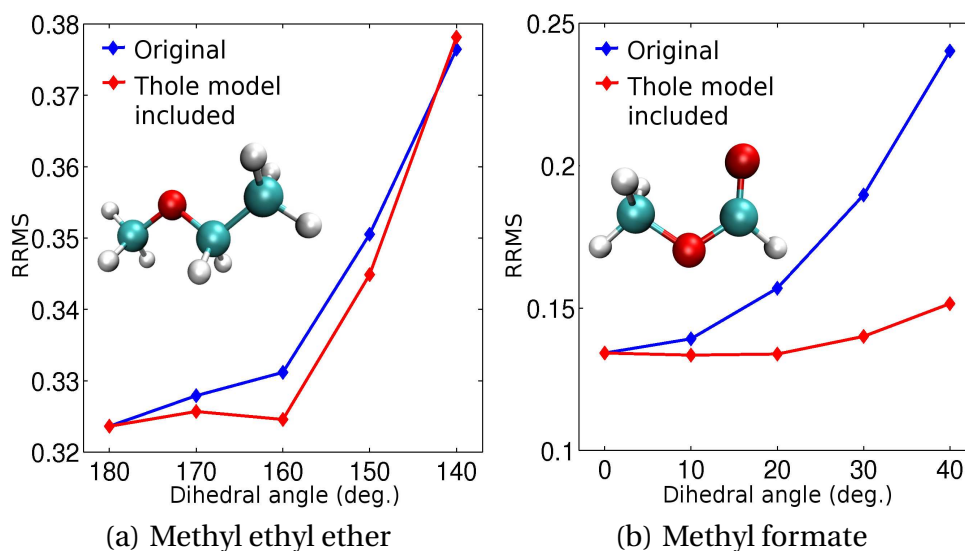 0.38
0.37
0.36
0.35
0.34
0.33
0.32
RRMS
Original
Thole model
included
180 170 160 150 140
Dihedral angle (deg.)
(a) Methyl ethyl ether
0.25
0.2
0.15
0.1
RRMS
Original
Thole model
included
0 10 20 30 40
Dihedral angle (deg.)
(b) Methyl formate